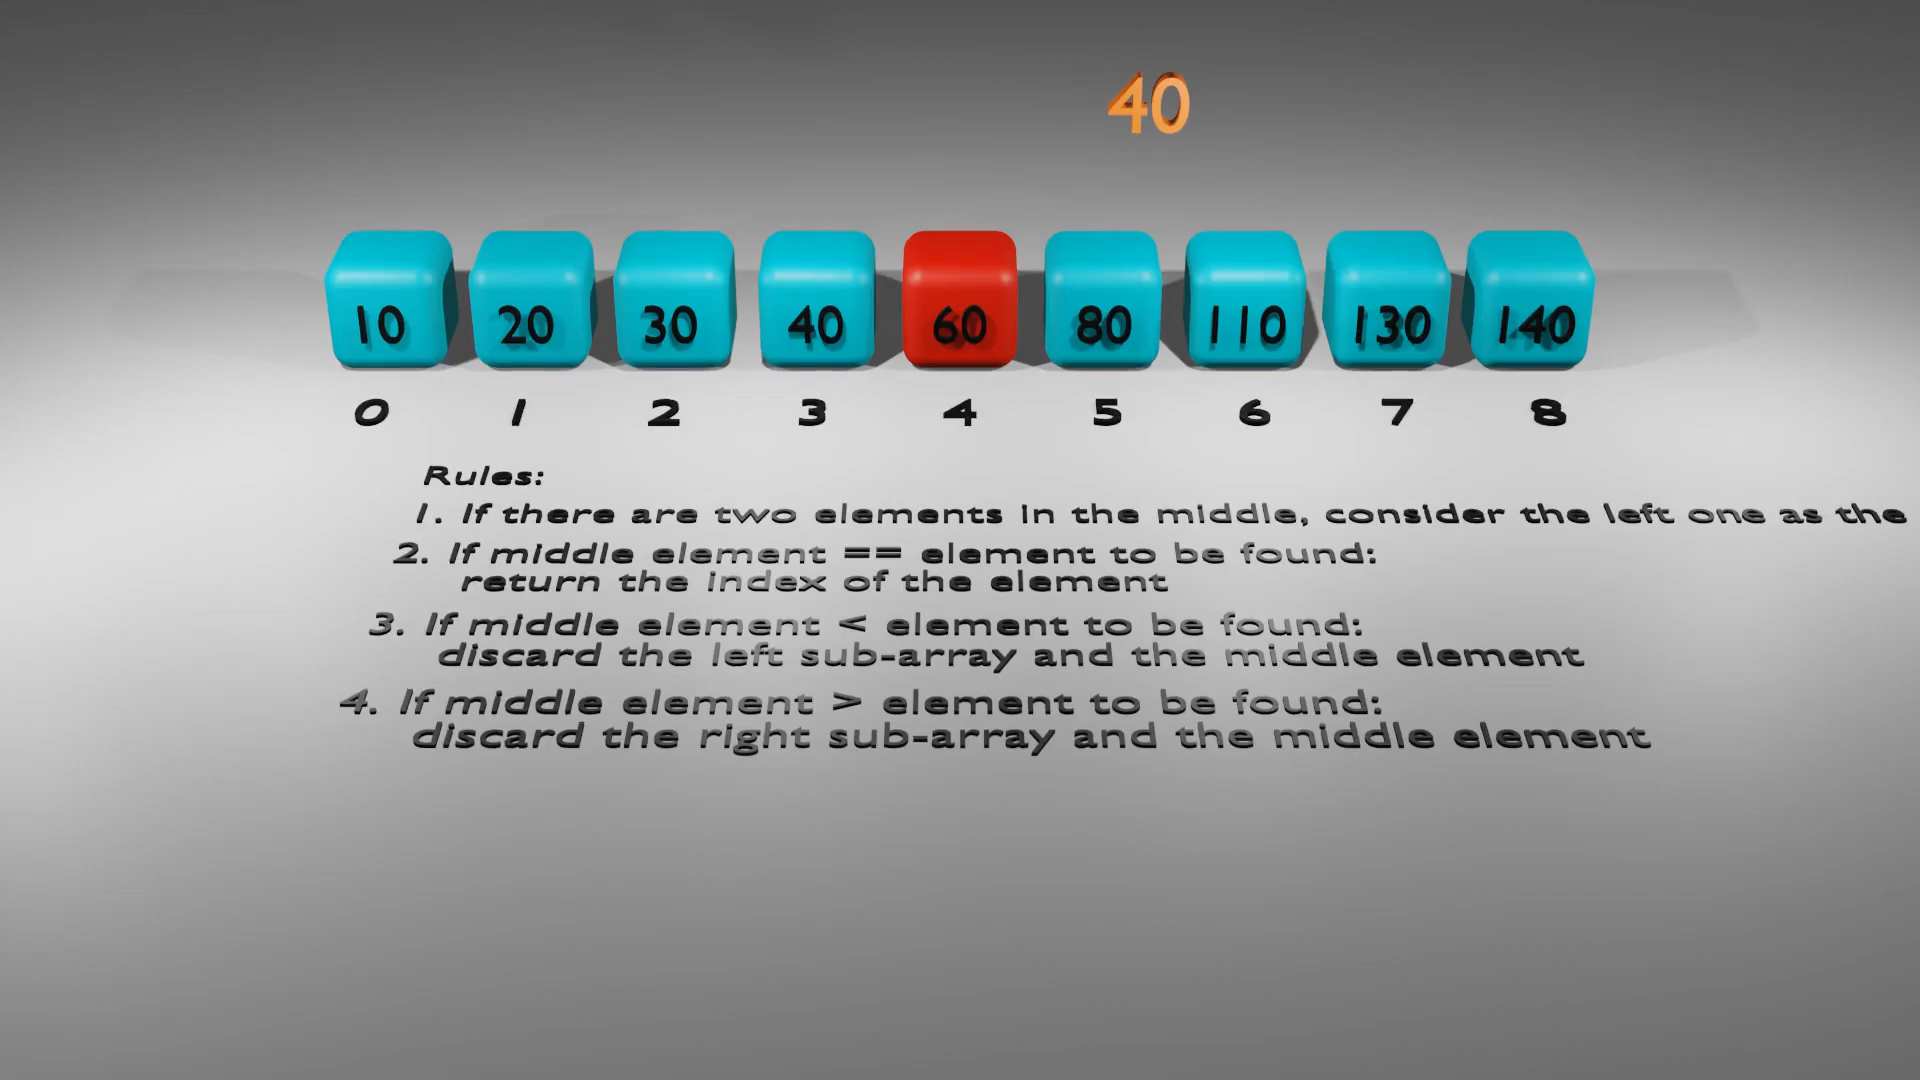 40
10 20 30 40 60 80 110 130 140
0 1 2 3 4 5 6 7 8
Rules:
1. If there are two elements in the middle, consider the left one as the
2. If middle element == element to be found:
return the index of the element
3. If middle element < element to be found:
discard the left sub-array and the middle element
4. If middle element > element to be found:
discard the right sub-array and the middle element